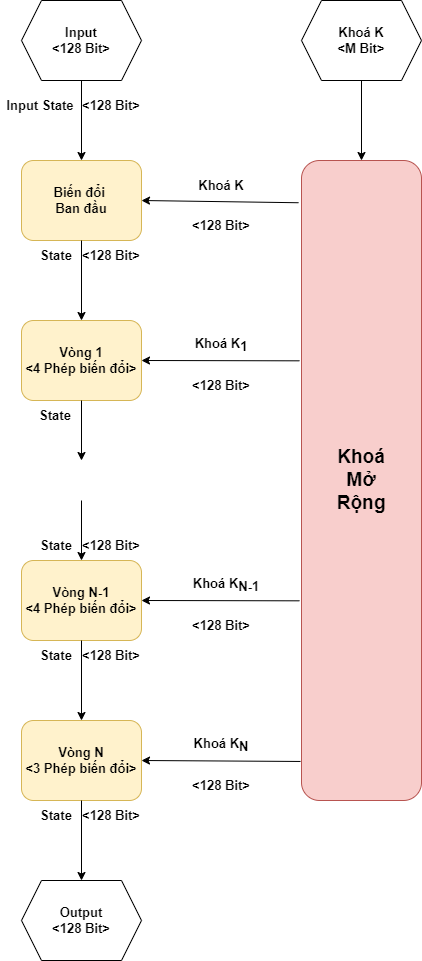 Input
<128 Bit>
Khoá K
<M Bit>
Input State <128 Bit>
Biến đổi
Ban đầu
Khoá K
<128 Bit>
State <128 Bit>
Vòng 1
<4 Phép biến đổi>
Khoá K1
<128 Bit>
State
Khoá
Mở
Rộng
State <128 Bit>
Vòng N-1
<4 Phép biến đổi>
Khoá KN-1
<128 Bit>
State <128 Bit>
Vòng N
<3 Phép biến đổi>
Khoá KN
<128 Bit>
State <128 Bit>
Output
<128 Bit>